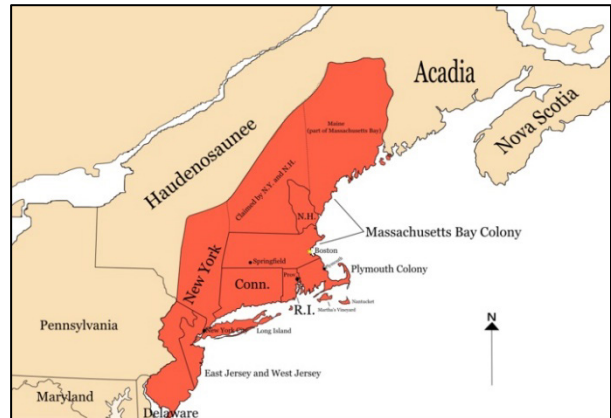 Acadia
Nova Scotia
Haudenosaunee
Maine
(part of Massachusetts Bay)
Claimed by N.Y. and N.H.
N.H.
Massachusetts Bay Colony
Boston
Springfield
New York
Plymouth Colony
Conn.
Prov.
R.I.
Nantucket
Martha's Vineyard
N
Pennsylvania
New York City
Long Island
East Jersey and West Jersey
Maryland
Delaware